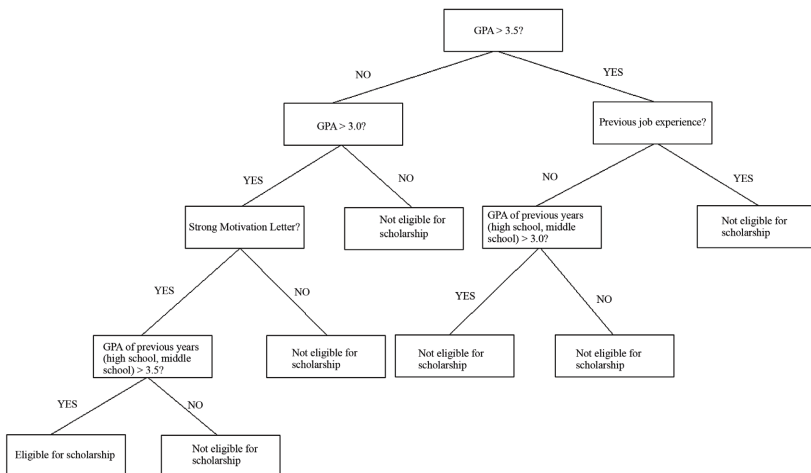 GPA > 3.5?
NO
YES
GPA > 3.0?
Previous job experience?
YES
NO
NO
YES
Strong Motivation Letter?
Not eligible for
scholarship
GPA of previous years
(high school, middle
school) > 3.0?
Not eligible for
scholarship
YES
NO
YES
NO
GPA of previous years
(high school, middle
school) > 3.5?
Not eligible for
scholarship
Not eligible for
scholarship
Not eligible for
scholarship
YES
NO
Eligible for scholarship
Not eligible for
scholarship